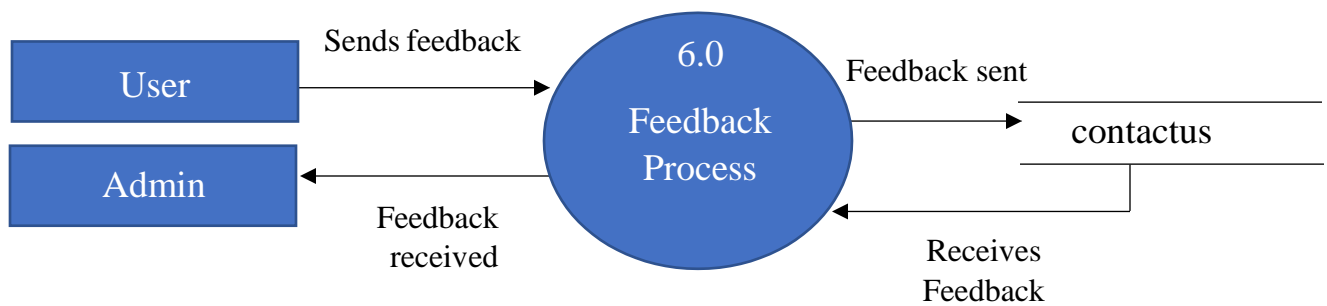 User
Sends feedback
6.0
Feedback
Process
Feedback sent
contactus
Admin
Feedback
received
Receives
Feedback